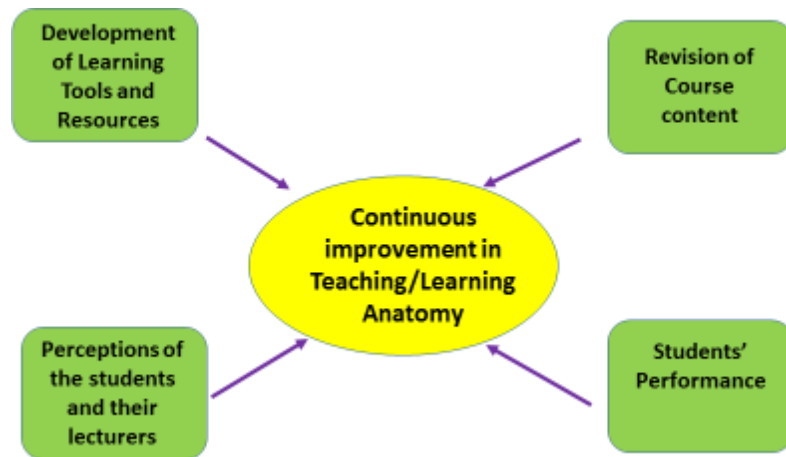 Development
of Learning
Tools and
Resources
Revision of
Course
content
Continuous
improvement in
Teaching/Learning
Anatomy
Perceptions of
the students
and their
lecturers
Students’
Performance